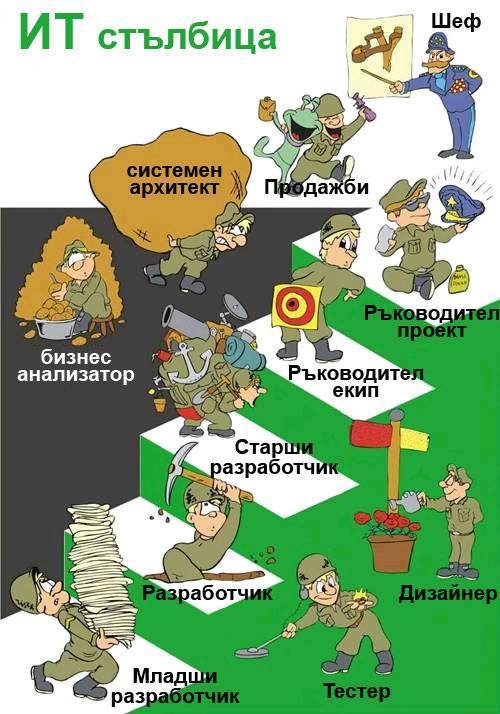 ИТ стълбица
Шеф
системен
архитект
Продажби
Ръководител
проект
бизнес
анализатор
Ръководител
екип
Старши
разработчик
Разработчик
Дизайнер
Младши
разработчик
Тестер